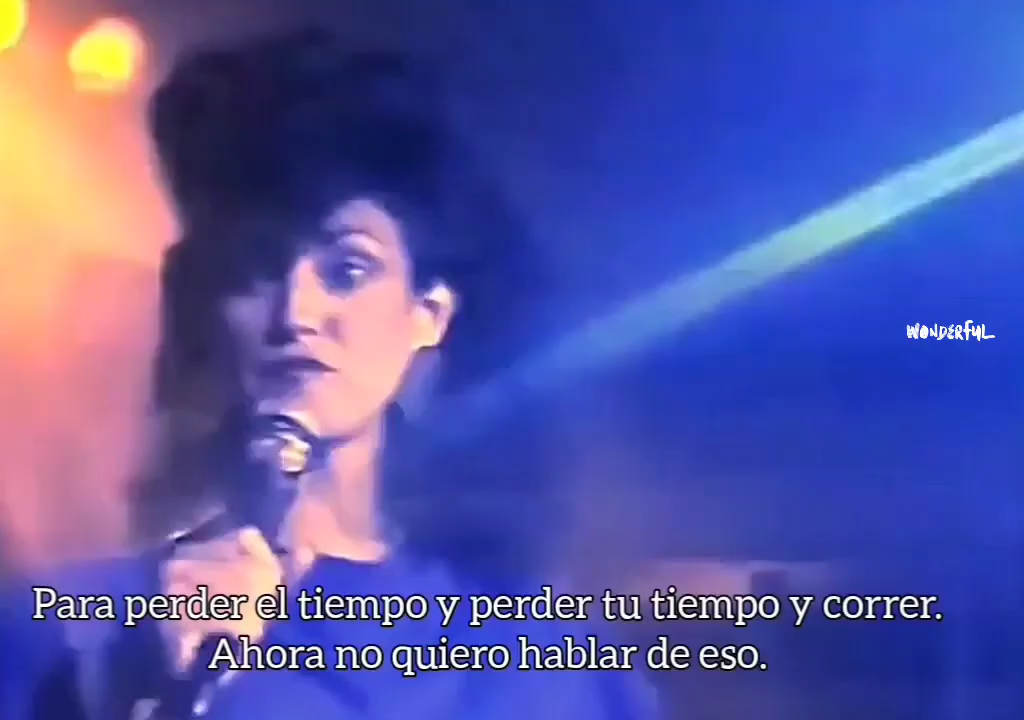 WONDERFUL
Para perder el tiempo y perder tu tiempo y correr.
Ahora no quiero hablar de eso.